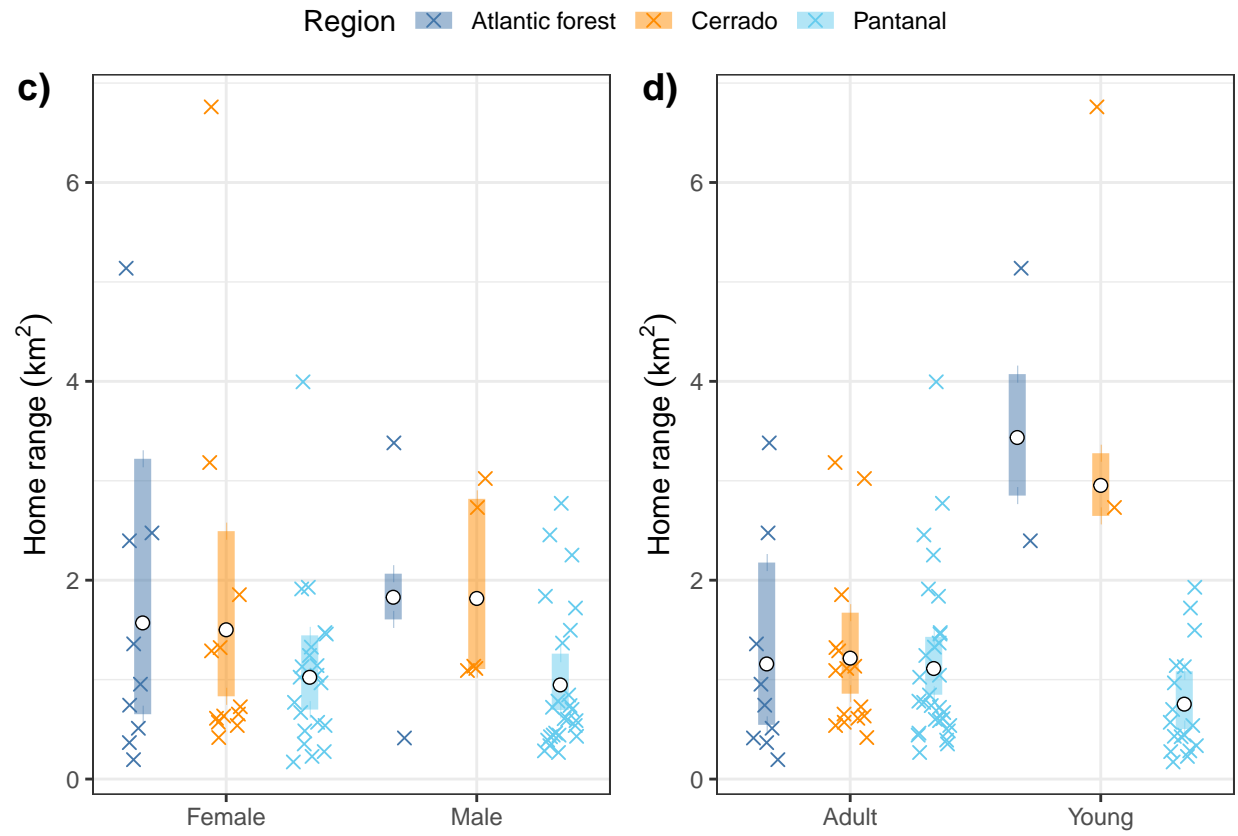 Region Atlantic forest Cerrado Pantanal
c)
Home range (km²)
6
4
2
0
Female Male
d)
Home range (km²)
6
4
2
0
Adult Young